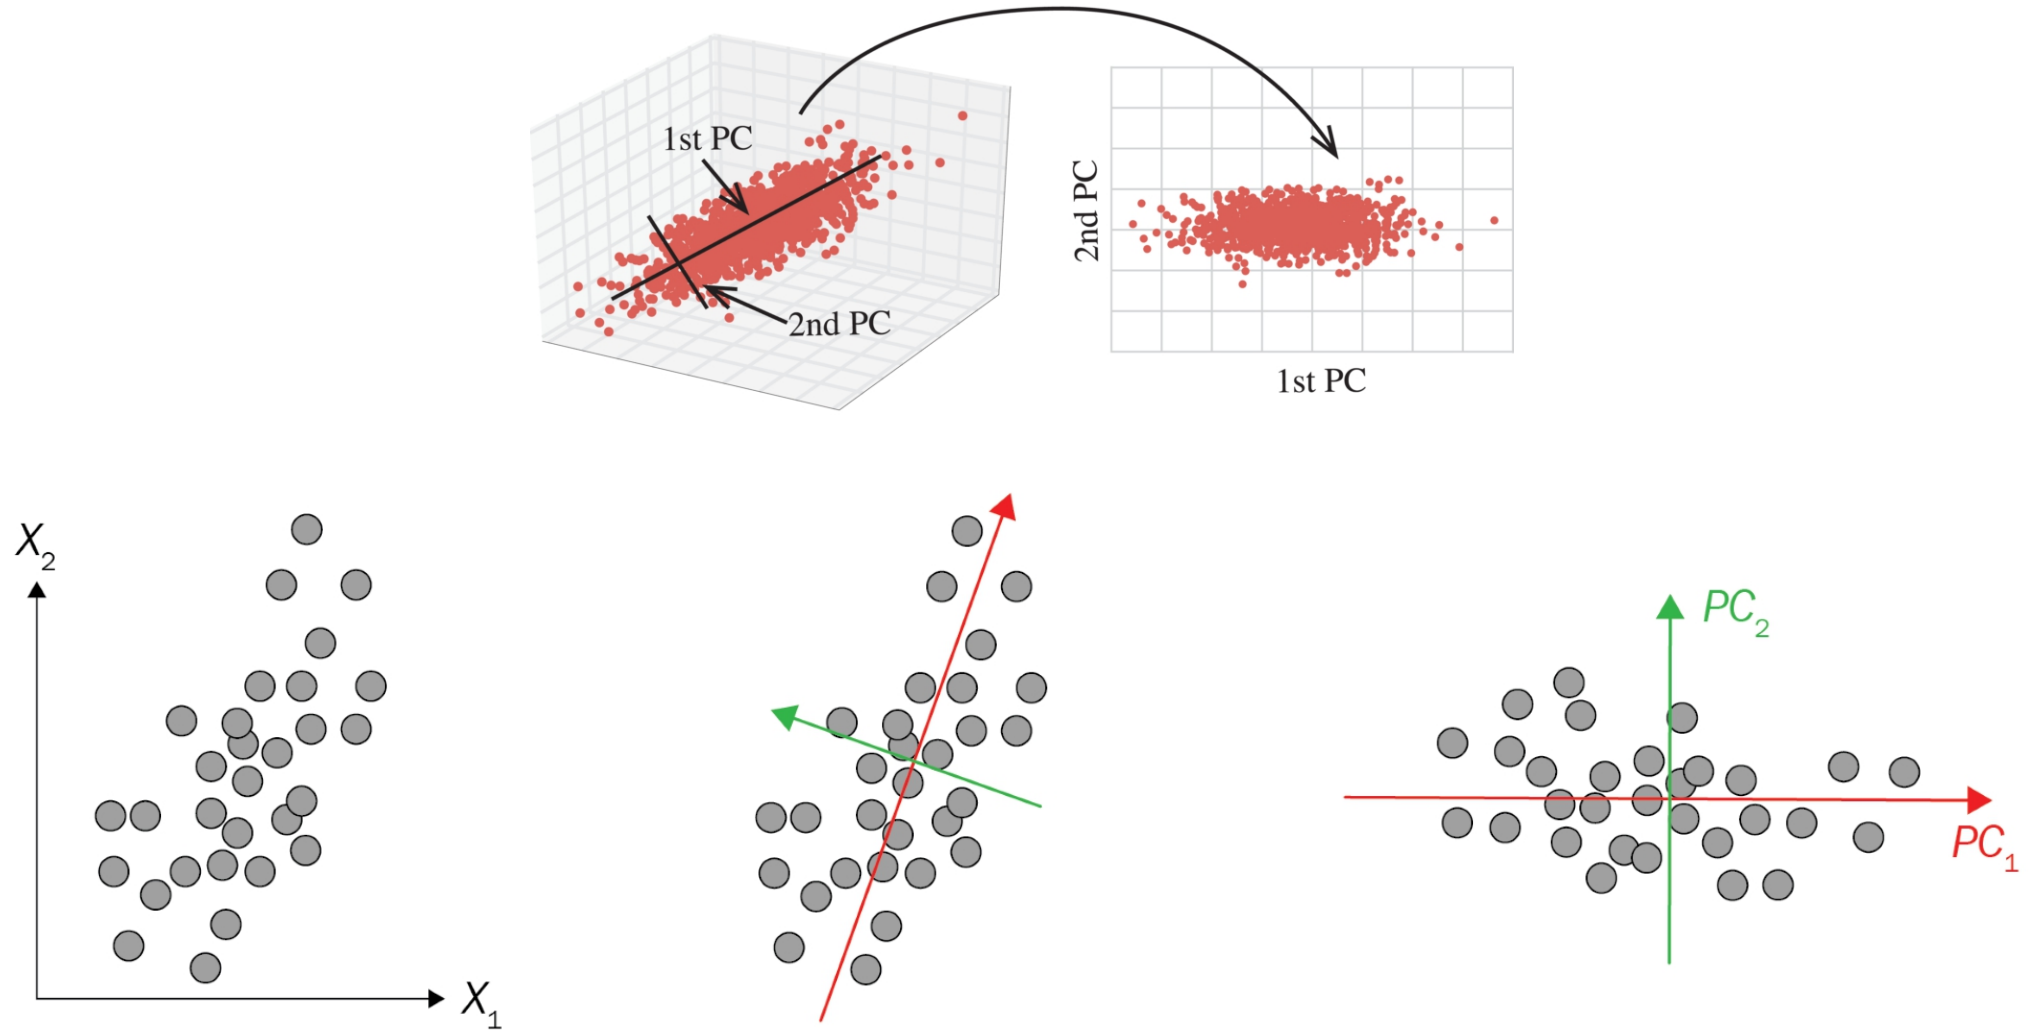 1st PC
2nd PC
2nd PC
1st PC
X₂
X₁
PC₂
PC₁